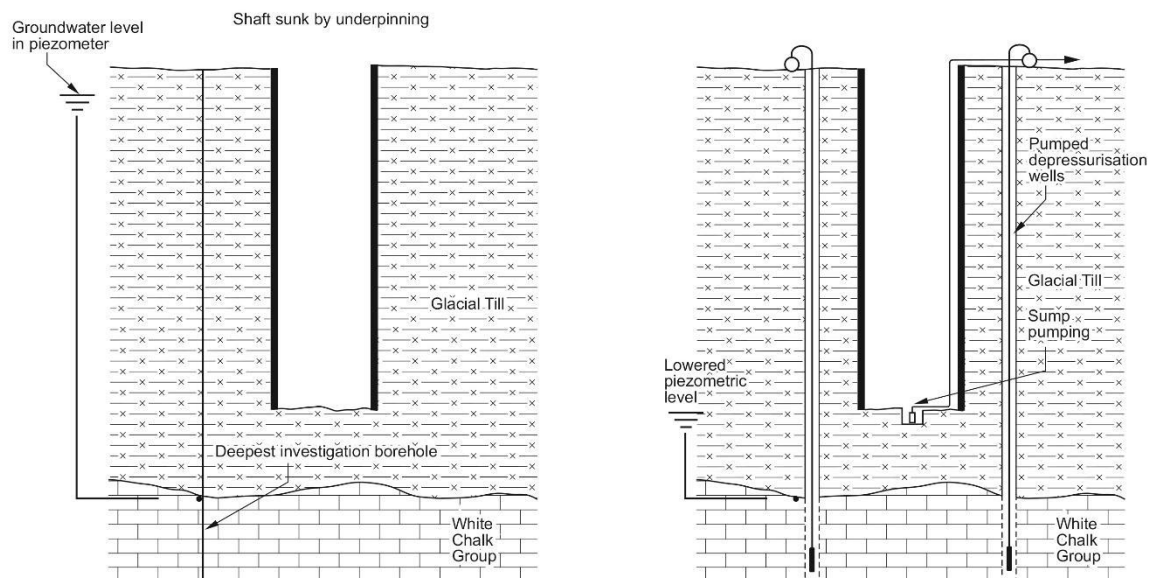 Groundwater level
in piezometer
Shaft sunk by underpinning
Glacial Till
Deepest investigation borehole
White
Chalk
Group
Pumped
depressurisation
wells
Glacial Till
Sump
pumping
Lowered
piezometric
level
White
Chalk
Group